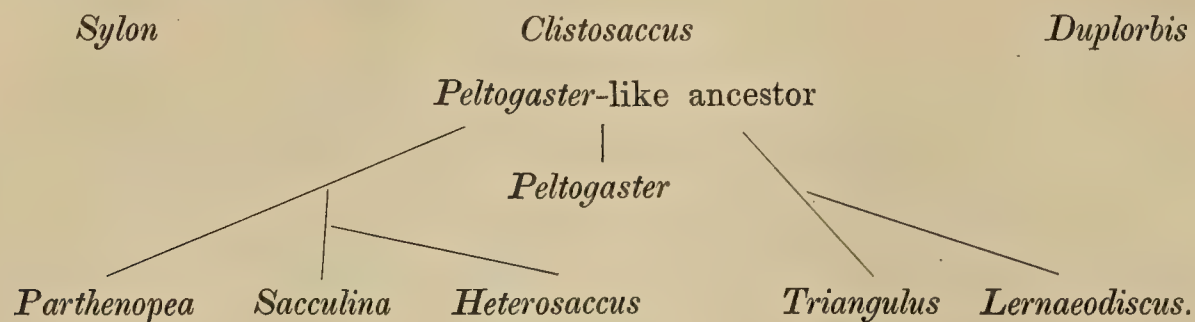 Sylon Clistosaccus Duplorbis
Peltogaster-like ancestor
Peltogaster
Parthenopea Sacculina Heterosaccus Triangulus Lernaeodiscus.